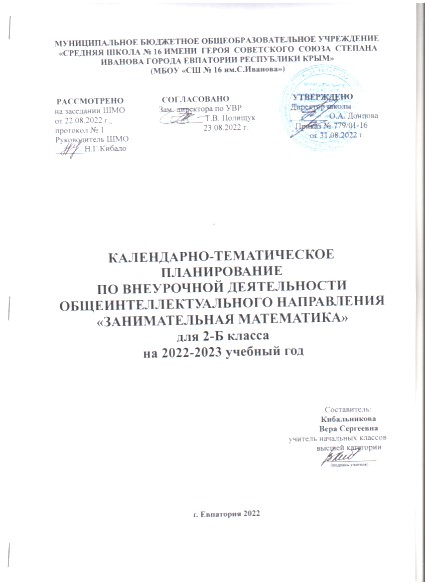 МУНИЦИПАЛЬНОЕ БЮДЖЕТНОЕ ОБЩЕОБРАЗОВАТЕЛЬНОЕ УЧРЕЖДЕНИЕ
«СРЕДНЯЯ ШКОЛА № 16 ИМЕНИ ГЕРОЯ СОВЕТСКОГО СОЮЗА СТЕПАНА
ИВАНОВА ГОРОДА ЕВПАТОРИИ РЕСПУБЛИКИ КРЫМ»
(МБОУ «СШ № 16 им.С.Иванова»)
РАССМОТРЕНО
на заседании ШМО
от 22.08.2022 г.,
протокол № 1
Руководитель ШМО
Н.Г.Кибало
СОГЛАСОВАНО
Зам. директора по УВР
Т.В. Полищук
23.08.2022 г.
УТВЕРЖДЕНО
Директор школы
О.А. Донцова
Приказ № 779/01-16
от 31.08.2022 г.
КАЛЕНДАРНО-ТЕМАТИЧЕСКОЕ
ПЛАНИРОВАНИЕ
ПО ВНЕУРОЧНОЙ ДЕЯТЕЛЬНОСТИ
ОБЩЕИНТЕЛЛЕКТУАЛЬНОГО НАПРАВЛЕНИЯ
«ЗАНИМАТЕЛЬНАЯ МАТЕМАТИКА»
для 2-Б класса
на 2022-2023 учебный год
Составитель:
Кибальникова
Вера Сергеевна
учитель начальных классов
высшей категории
г. Евпатория 2022